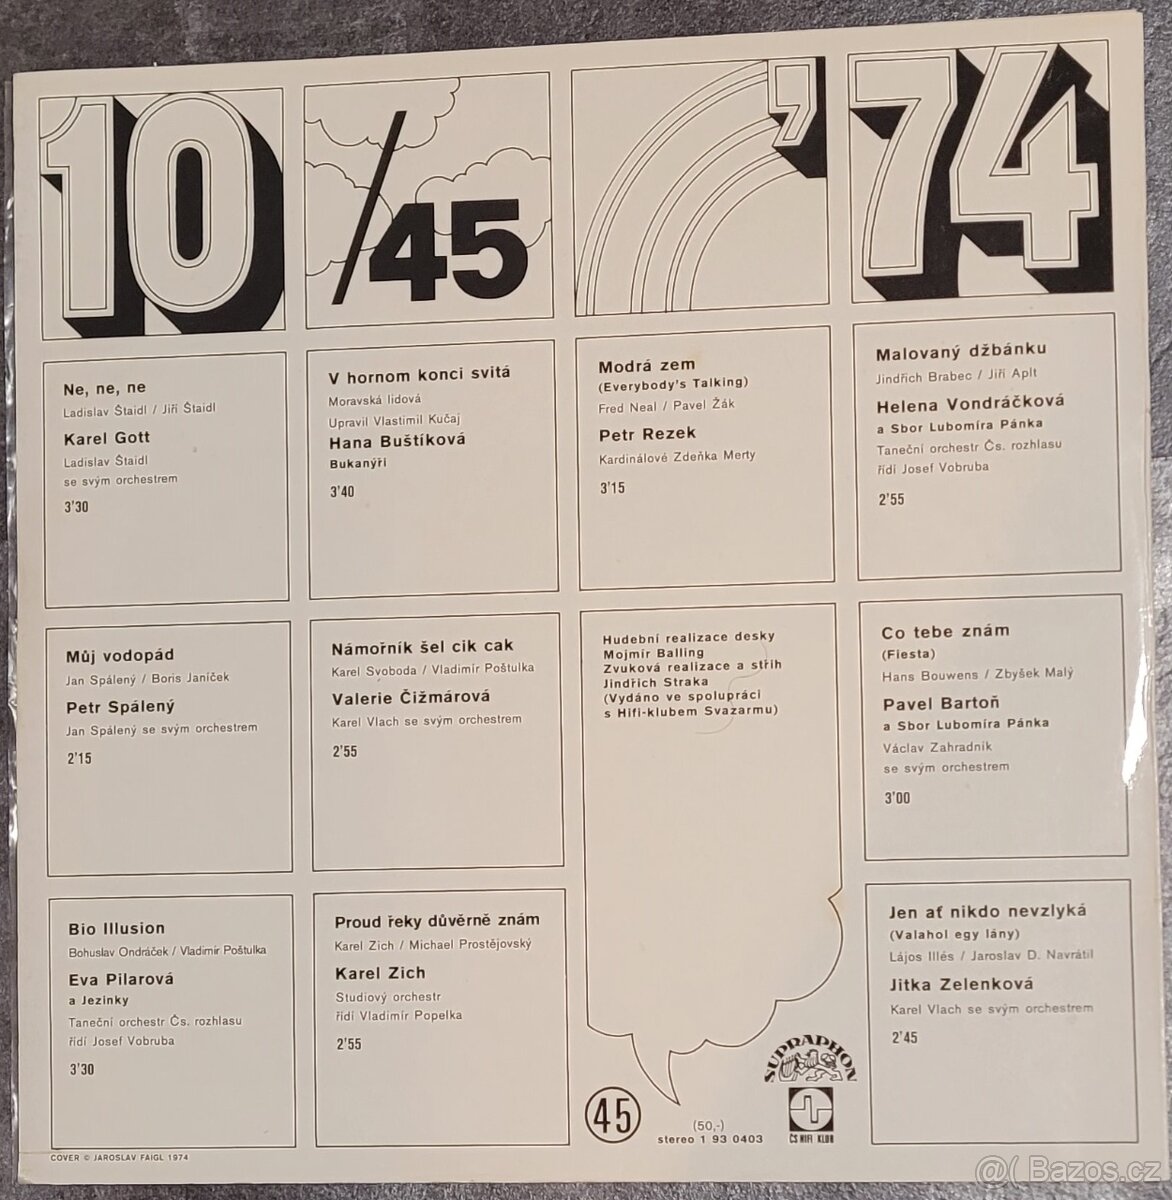 10
/45
'74
Ne, ne, ne
Ladislav Štaidl / Jiří Štaidl
Karel Gott
Ladislav Štaidl
se svým orchestrem
3'30
V hornom konci svitá
Moravská lidová
Upravil Vlastimil Kučaj
Hana Buštíková
Bukanýři
3'40
Modrá zem
(Everybody's Talking)
Fred Neal / Pavel Žák
Petr Rezek
Kardinálové Zdeňka Merty
3'15
Malovaný džbánku
Jindřich Brabec / Jiří Aplt
Helena Vondráčková
a Sbor Lubomíra Pánka
Taneční orchestr Čs. rozhlasu
řídí Josef Vobruba
2'55
Můj vodopád
Jan Spálený / Boris Janíček
Petr Spálený
Jan Spálený se svým orchestrem
2'15
Námořník šel cik cak
Karel Svoboda / Vladimír Poštulka
Valerie Čižmárová
Karel Vlach se svým orchestrem
2'55
Hudební realizace desky
Mojmír Balling
Zvuková realizace a střih
Jindřich Straka
(Vydáno ve spolupráci
s Hifi-klubem Svazarmu)
Co tebe znám
(Fiesta)
Hans Bouwens / Zbyšek Malý
Pavel Bartoň
a Sbor Lubomíra Pánka
Václav Zahradník
se svým orchestrem
3'00
Bio Illusion
Bohuslav Ondráček / Vladimír Poštulka
Eva Pilarová
a Jezinky
Taneční orchestr Čs. rozhlasu
řídí Josef Vobruba
3'30
Proud řeky důvěrně znám
Karel Zich / Michael Prostějovský
Karel Zich
Studiový orchestr
řídí Vladimír Popelka
2'55
Jen ať nikdo nevzlyká
(Valahol egy lány)
Lájos Illés / Jaroslav D. Navrátil
Jitka Zelenková
Karel Vlach se svým orchestrem
2'45
SUPRAPHON
45
(50,-)
stereo 1 93 0403
ČS HIFI KLUB
COVER © JAROSLAV FAIGL 1974
@( Bazos.cz